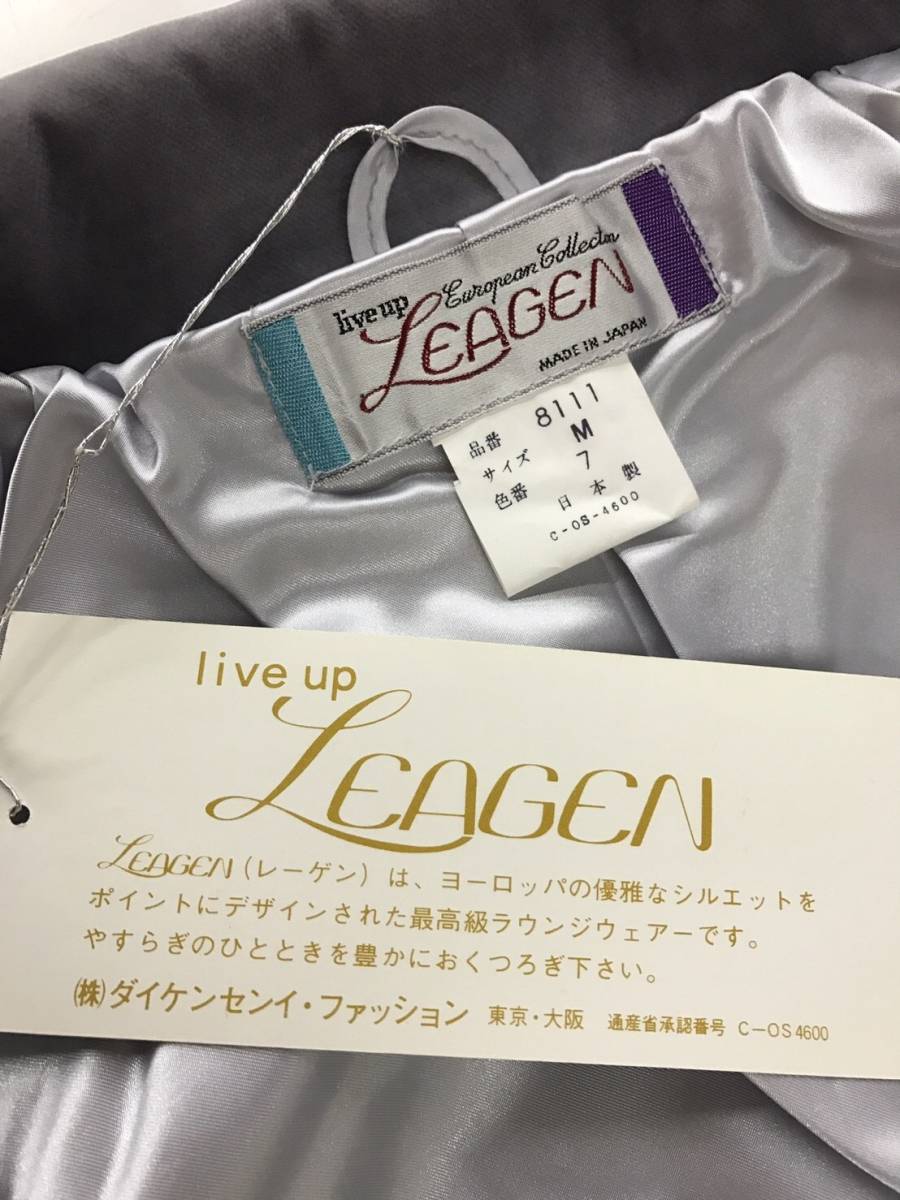 live up European Collectn
LEAGEN
MADE IN JAPAN
品番 8111
サイズ M
色番 7
日本製
C-OS-4600
live up
LEAGEN
LEAGEN(レーゲン)は、ヨーロッパの優雅なシルエットを
ポイントにデザインされた最高級ラウンジウェアーです。
やすらぎのひとときを豊かにおくつろぎ下さい。
(株)ダイケンセンイ・ファッション 東京・大阪 通産省承認番号 C-OS4600